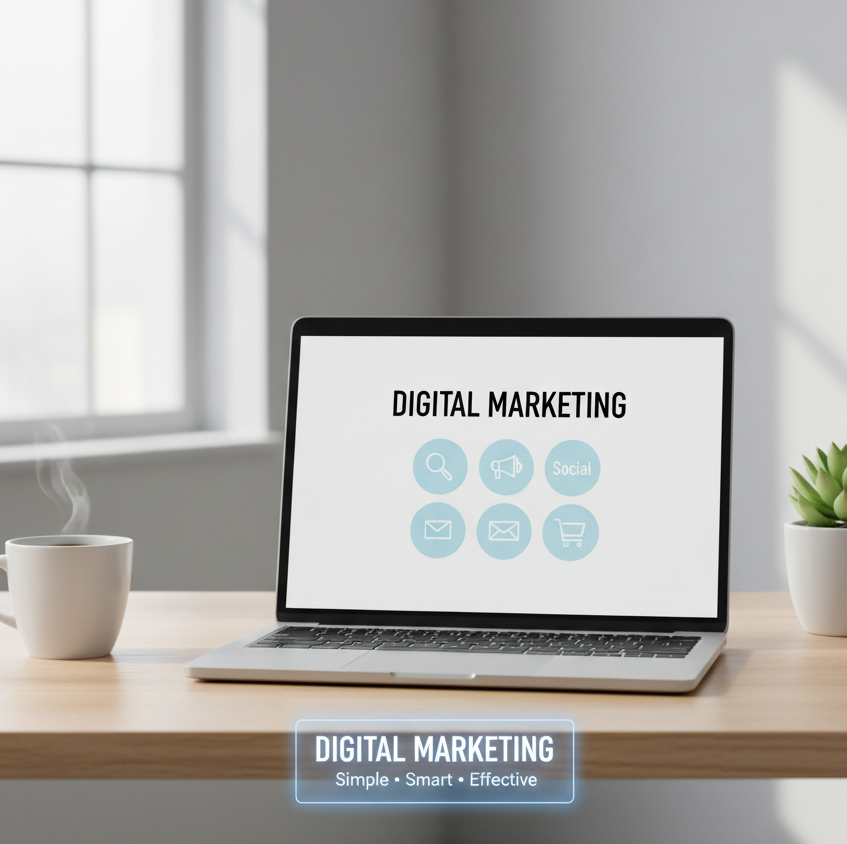 DIGITAL MARKETING
Social
DIGITAL MARKETING
Simple • Smart • Effective